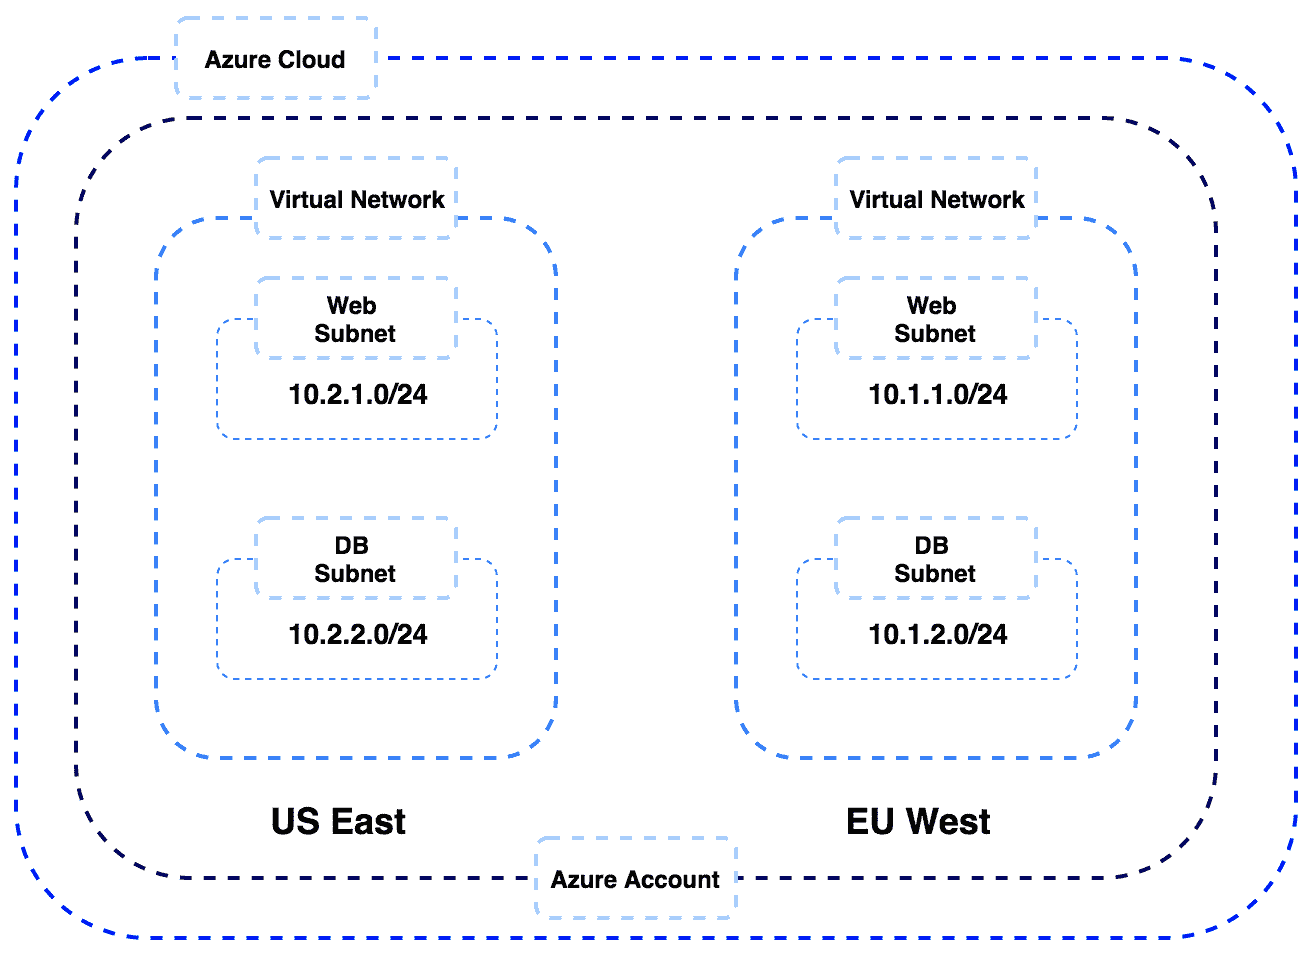 Azure Cloud
Virtual Network
Web
Subnet
10.2.1.0/24
DB
Subnet
10.2.2.0/24
US East
Virtual Network
Web
Subnet
10.1.1.0/24
DB
Subnet
10.1.2.0/24
EU West
Azure Account